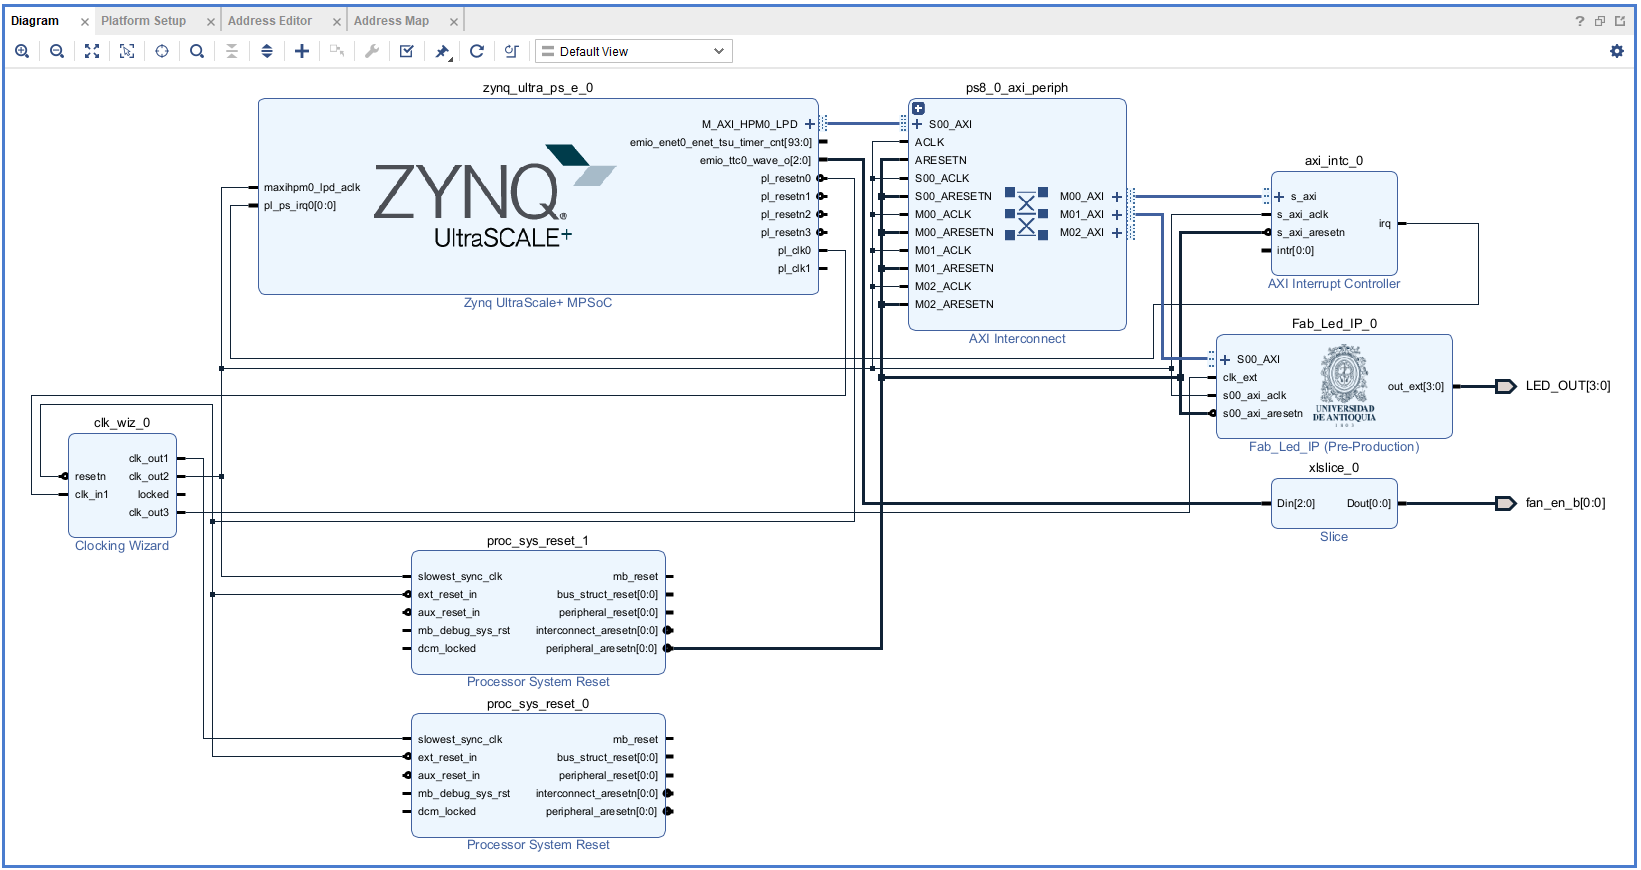 Diagram
Platform Setup
Address Editor
Address Map
Default View
zynq_ultra_ps_e_0
M_AXI_HPM0_LPD
emio_enet0_enet_tsu_timer_cnt[93:0]
emio_ttc0_wave_o[2:0]
pl_resetn0
pl_resetn1
pl_resetn2
pl_resetn3
pl_clk0
pl_clk1
maxihpm0_lpd_aclk
pl_ps_irq0[0:0]
ZYNQ
UltraSCALE+
Zynq UltraScale+ MPSoC
ps8_0_axi_periph
S00_AXI
ACLK
ARESETN
S00_ACLK
S00_ARESETN
M00_ACLK
M00_ARESETN
M01_ACLK
M01_ARESETN
M02_ACLK
M02_ARESETN
M00_AXI
M01_AXI
M02_AXI
AXI Interconnect
axi_intc_0
s_axi
s_axi_aclk
s_axi_aresetn
intr[0:0]
irq
AXI Interrupt Controller
Fab_Led_IP_0
S00_AXI
clk_ext
s00_axi_aclk
s00_axi_aresetn
out_ext[3:0]
UNIVERSIDAD
DE ANTIOQUIA
1803
Fab_Led_IP (Pre-Production)
LED_OUT[3:0]
xlslice_0
Din[2:0]
Dout[0:0]
Slice
fan_en_b[0:0]
clk_wiz_0
resetn
clk_in1
clk_out1
clk_out2
locked
clk_out3
Clocking Wizard
proc_sys_reset_1
slowest_sync_clk
ext_reset_in
aux_reset_in
mb_debug_sys_rst
dcm_locked
mb_reset
bus_struct_reset[0:0]
peripheral_reset[0:0]
interconnect_aresetn[0:0]
peripheral_aresetn[0:0]
Processor System Reset
proc_sys_reset_0
slowest_sync_clk
ext_reset_in
aux_reset_in
mb_debug_sys_rst
dcm_locked
mb_reset
bus_struct_reset[0:0]
peripheral_reset[0:0]
interconnect_aresetn[0:0]
peripheral_aresetn[0:0]
Processor System Reset